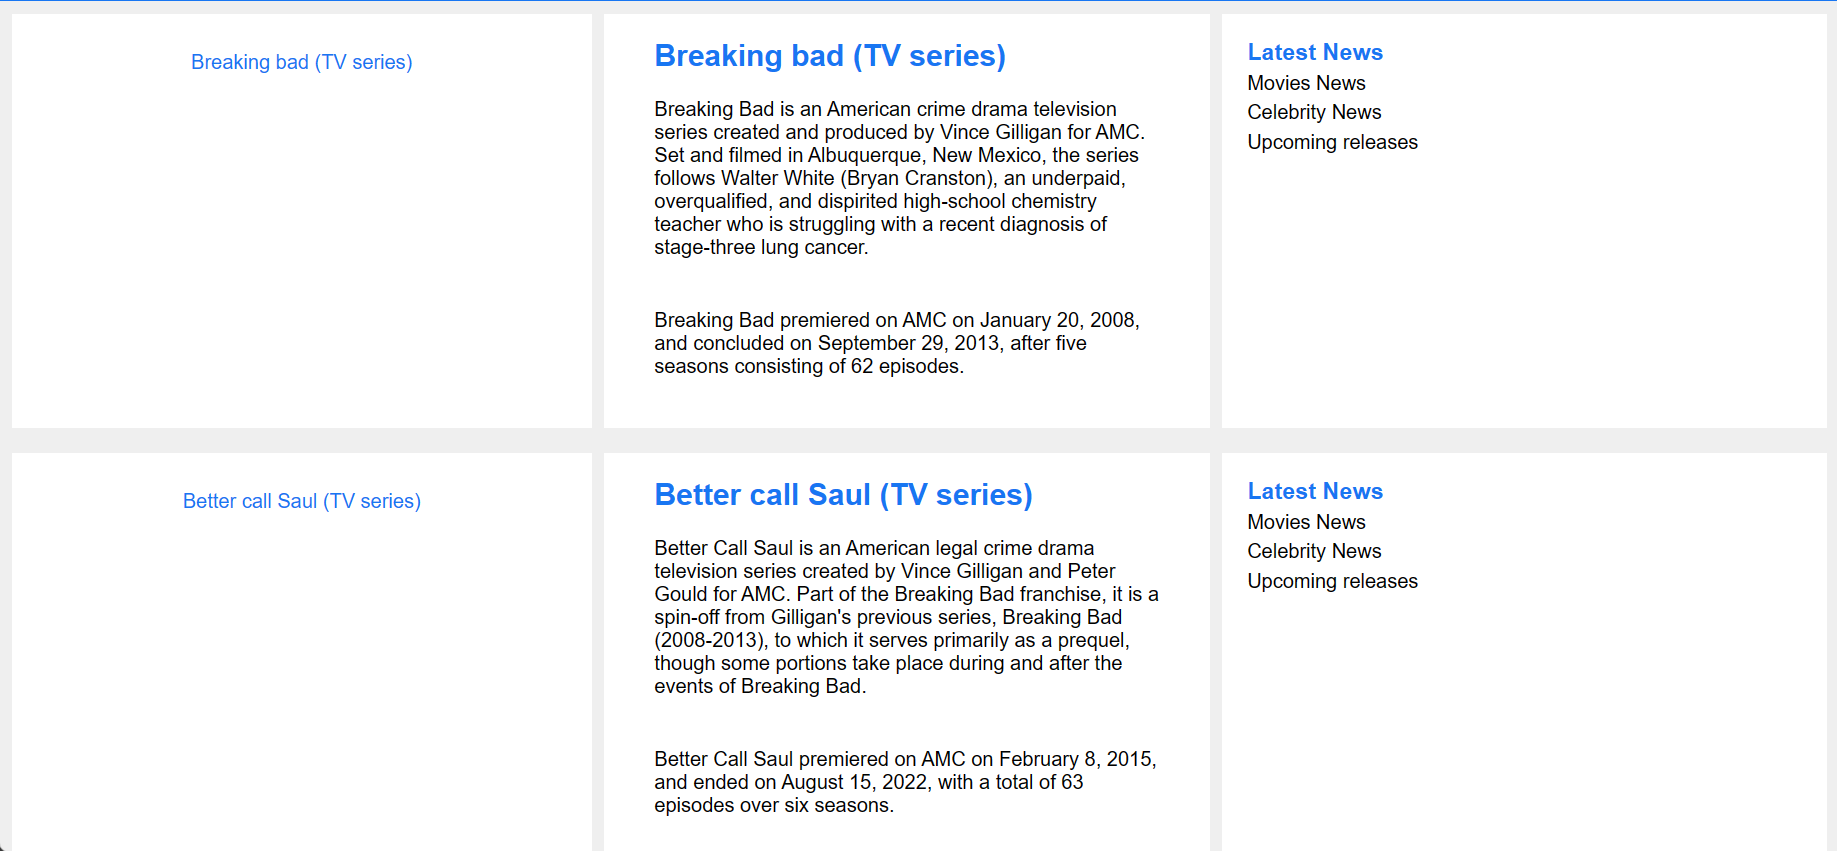 Breaking bad (TV series)
Breaking bad (TV series)
Breaking Bad is an American crime drama television
series created and produced by Vince Gilligan for AMC.
Set and filmed in Albuquerque, New Mexico, the series
follows Walter White (Bryan Cranston), an underpaid,
overqualified, and dispirited high-school chemistry
teacher who is struggling with a recent diagnosis of
stage-three lung cancer.
Breaking Bad premiered on AMC on January 20, 2008,
and concluded on September 29, 2013, after five
seasons consisting of 62 episodes.
Latest News
Movies News
Celebrity News
Upcoming releases
Better call Saul (TV series)
Better call Saul (TV series)
Better Call Saul is an American legal crime drama
television series created by Vince Gilligan and Peter
Gould for AMC. Part of the Breaking Bad franchise, it is a
spin-off from Gilligan's previous series, Breaking Bad
(2008-2013), to which it serves primarily as a prequel,
though some portions take place during and after the
events of Breaking Bad.
Better Call Saul premiered on AMC on February 8, 2015,
and ended on August 15, 2022, with a total of 63
episodes over six seasons.
Latest News
Movies News
Celebrity News
Upcoming releases